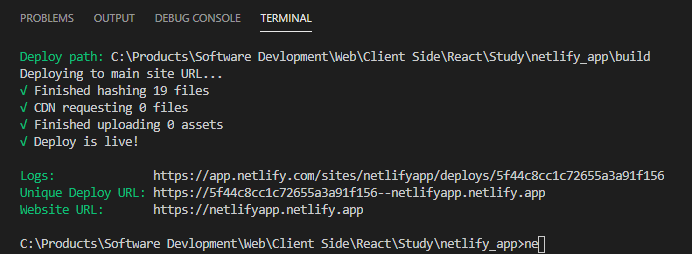 PROBLEMS OUTPUT DEBUG CONSOLE TERMINAL
Deploy path: C:\Products\Software Devlopment\Web\Client Side\React\Study\netlify_app\build
Deploying to main site URL...
√ Finished hashing 19 files
√ CDN requesting 0 files
√ Finished uploading 0 assets
√ Deploy is live!
Logs: https://app.netlify.com/sites/netlifyapp/deploys/5f44c8cc1c72655a3a91f156
Unique Deploy URL: https://5f44c8cc1c72655a3a91f156--netlifyapp.netlify.app
Website URL: https://netlifyapp.netlify.app
C:\Products\Software Devlopment\Web\Client Side\React\Study\netlify_app>ne